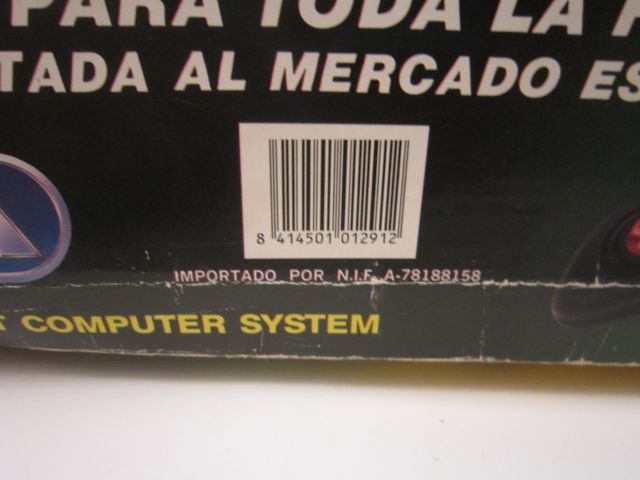 PARA TODA LA
TADA AL MERCADO ES
8 414501 012912
IMPORTADO POR N.I.F. A-78188158
T COMPUTER SYSTEM